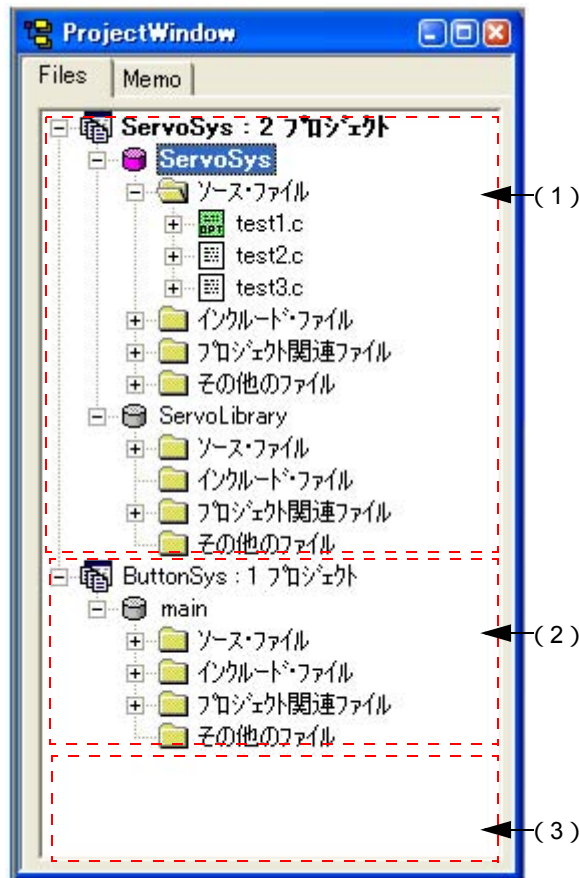 ProjectWindow
Files Memo
ServoSys : 2 プロジェクト
ServoSys
ソース・ファイル
(1)
test1.c
test2.c
test3.c
インクルード・ファイル
プロジェクト関連ファイル
その他のファイル
ServoLibrary
ソース・ファイル
インクルード・ファイル
プロジェクト関連ファイル
その他のファイル
ButtonSys : 1 プロジェクト
main
ソース・ファイル
(2)
インクルード・ファイル
プロジェクト関連ファイル
その他のファイル
(3)